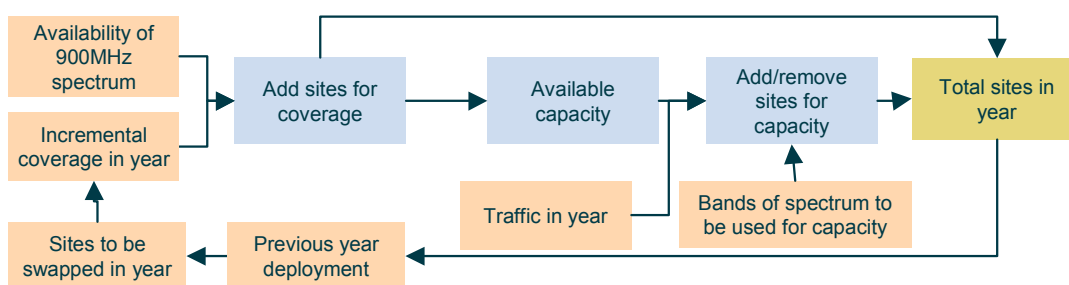 Availability of
900MHz
spectrum
Add sites for
coverage
Available
capacity
Add/remove
sites for
capacity
Total sites in
year
Incremental
coverage in year
Traffic in year
Bands of spectrum to
be used for capacity
Sites to be
swapped in year
Previous year
deployment